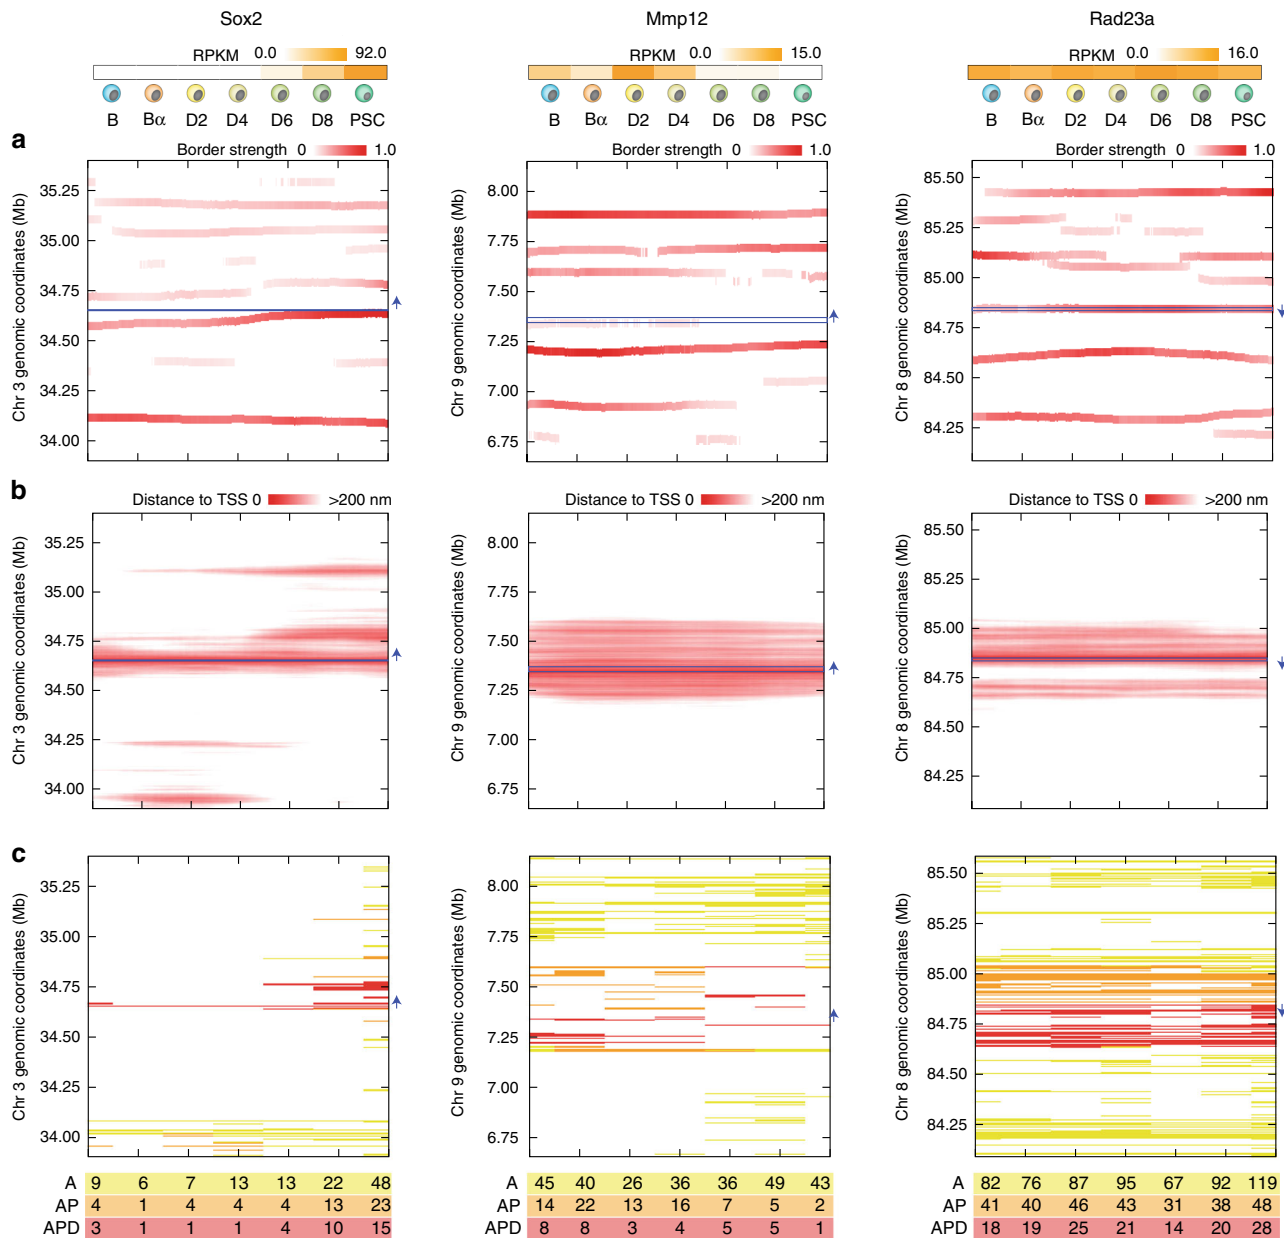 Sox2 Mmp12 Rad23a
RPKM 0.0 92.0 RPKM 0.0 15.0 RPKM 0.0 16.0
B Bα D2 D4 D6 D8 PSC B Bα D2 D4 D6 D8 PSC B Bα D2 D4 D6 D8 PSC
a
Border strength 0 1.0 Border strength 0 1.0 Border strength 0 1.0
Chr 3 genomic coordinates (Mb)
35.25
35.00
34.75
34.50
34.25
34.00
Chr 9 genomic coordinates (Mb)
8.00
7.75
7.50
7.25
7.00
6.75
Chr 8 genomic coordinates (Mb)
85.50
85.25
85.00
84.75
84.50
84.25
b
Distance to TSS 0 >200 nm Distance to TSS 0 >200 nm Distance to TSS 0 >200 nm
Chr 3 genomic coordinates (Mb)
35.25
35.00
34.75
34.50
34.25
34.00
Chr 9 genomic coordinates (Mb)
8.00
7.75
7.50
7.25
7.00
6.75
Chr 8 genomic coordinates (Mb)
85.50
85.25
85.00
84.75
84.50
84.25
c
Chr 3 genomic coordinates (Mb)
35.25
35.00
34.75
34.50
34.25
34.00
Chr 9 genomic coordinates (Mb)
8.00
7.75
7.50
7.25
7.00
6.75
Chr 8 genomic coordinates (Mb)
85.50
85.25
85.00
84.75
84.50
84.25
A 9 6 7 13 13 22 48 A 45 40 26 36 36 49 43 A 82 76 87 95 67 92 119
AP 4 1 4 4 4 13 23 AP 14 22 13 16 7 5 2 AP 41 40 46 43 31 38 48
APD 3 1 1 1 4 10 15 APD 8 8 3 4 5 5 1 APD 18 19 25 21 14 20 28